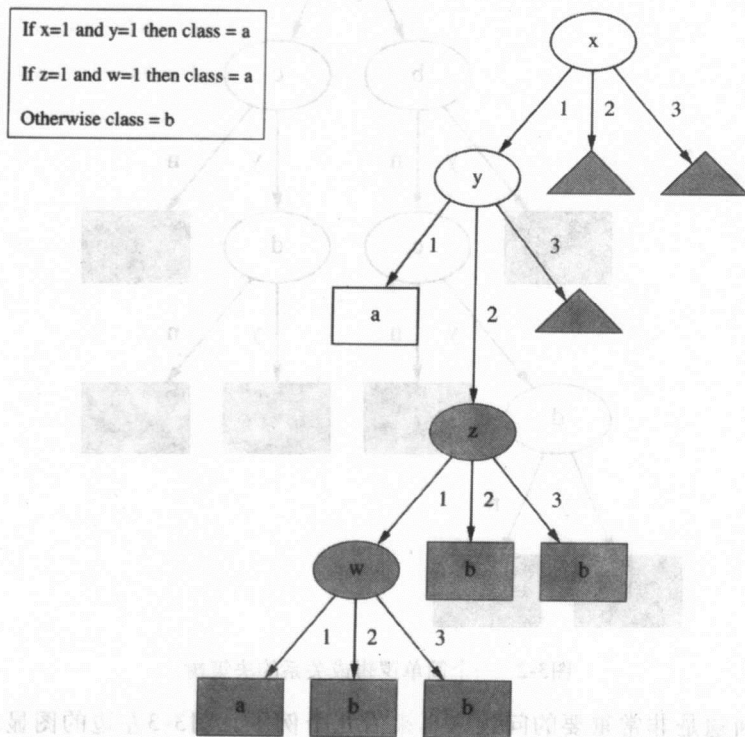 If x=1 and y=1 then class = a
If z=1 and w=1 then class = a
Otherwise class = b
x
1 2 3
y
1 2 3
a
z
1 2 3
w b b
1 2 3
a b b